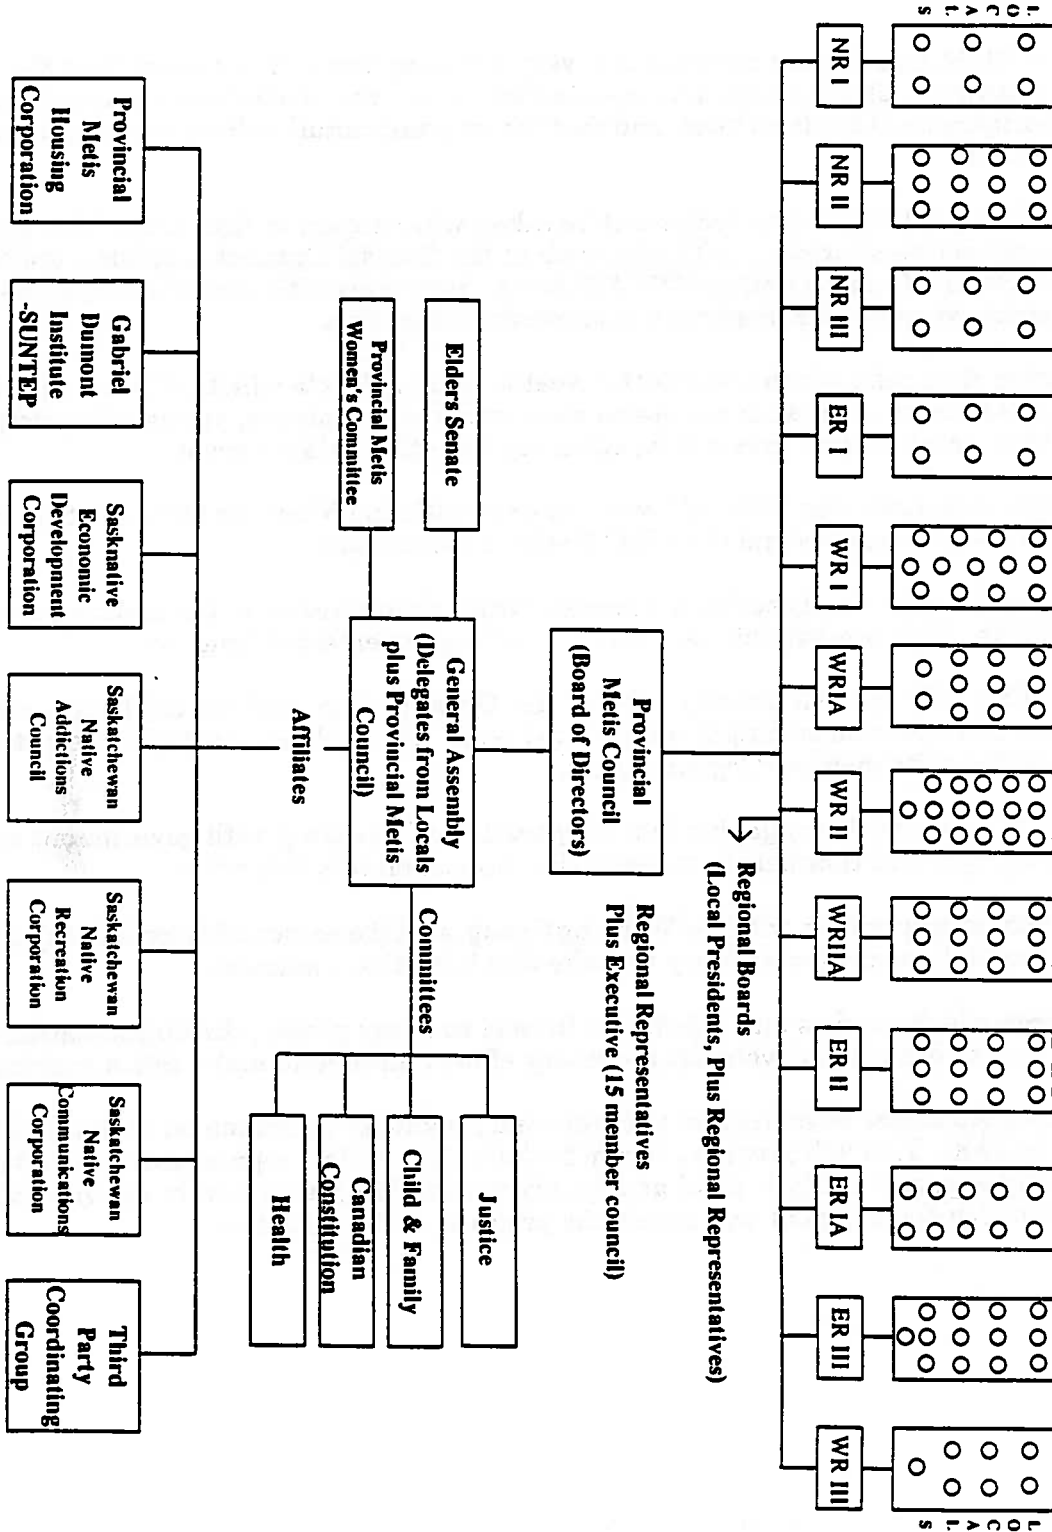 L O C A L S
L O C A L S
NR I
NR II
NR III
ER I
WR I
WRIA
WR II
WRIIA
ER II
ER IA
ER III
WR III
Regional Boards
(Local Presidents, Plus Regional Representatives)
Provincial
Metis Council
(Board of Directors)
Regional Representatives
Plus Executive (15 member council)
Elders Senate
Provincial Metis
Women's Committee
General Assembly
(Delegates from Locals
plus Provincial Metis
Council)
Committees
Justice
Child & Family
Canadian
Constitution
Health
Affiliates
Provincial
Metis
Housing
Corporation
Gabriel
Dumont
Institute
-SUNTEP
Sasknative
Economic
Development
Corporation
Saskatchewan
Native
Addictions
Council
Saskatchewan
Native
Recreation
Corporation
Saskatchewan
Native
Communications
Corporation
Third
Party
Coordinating
Group